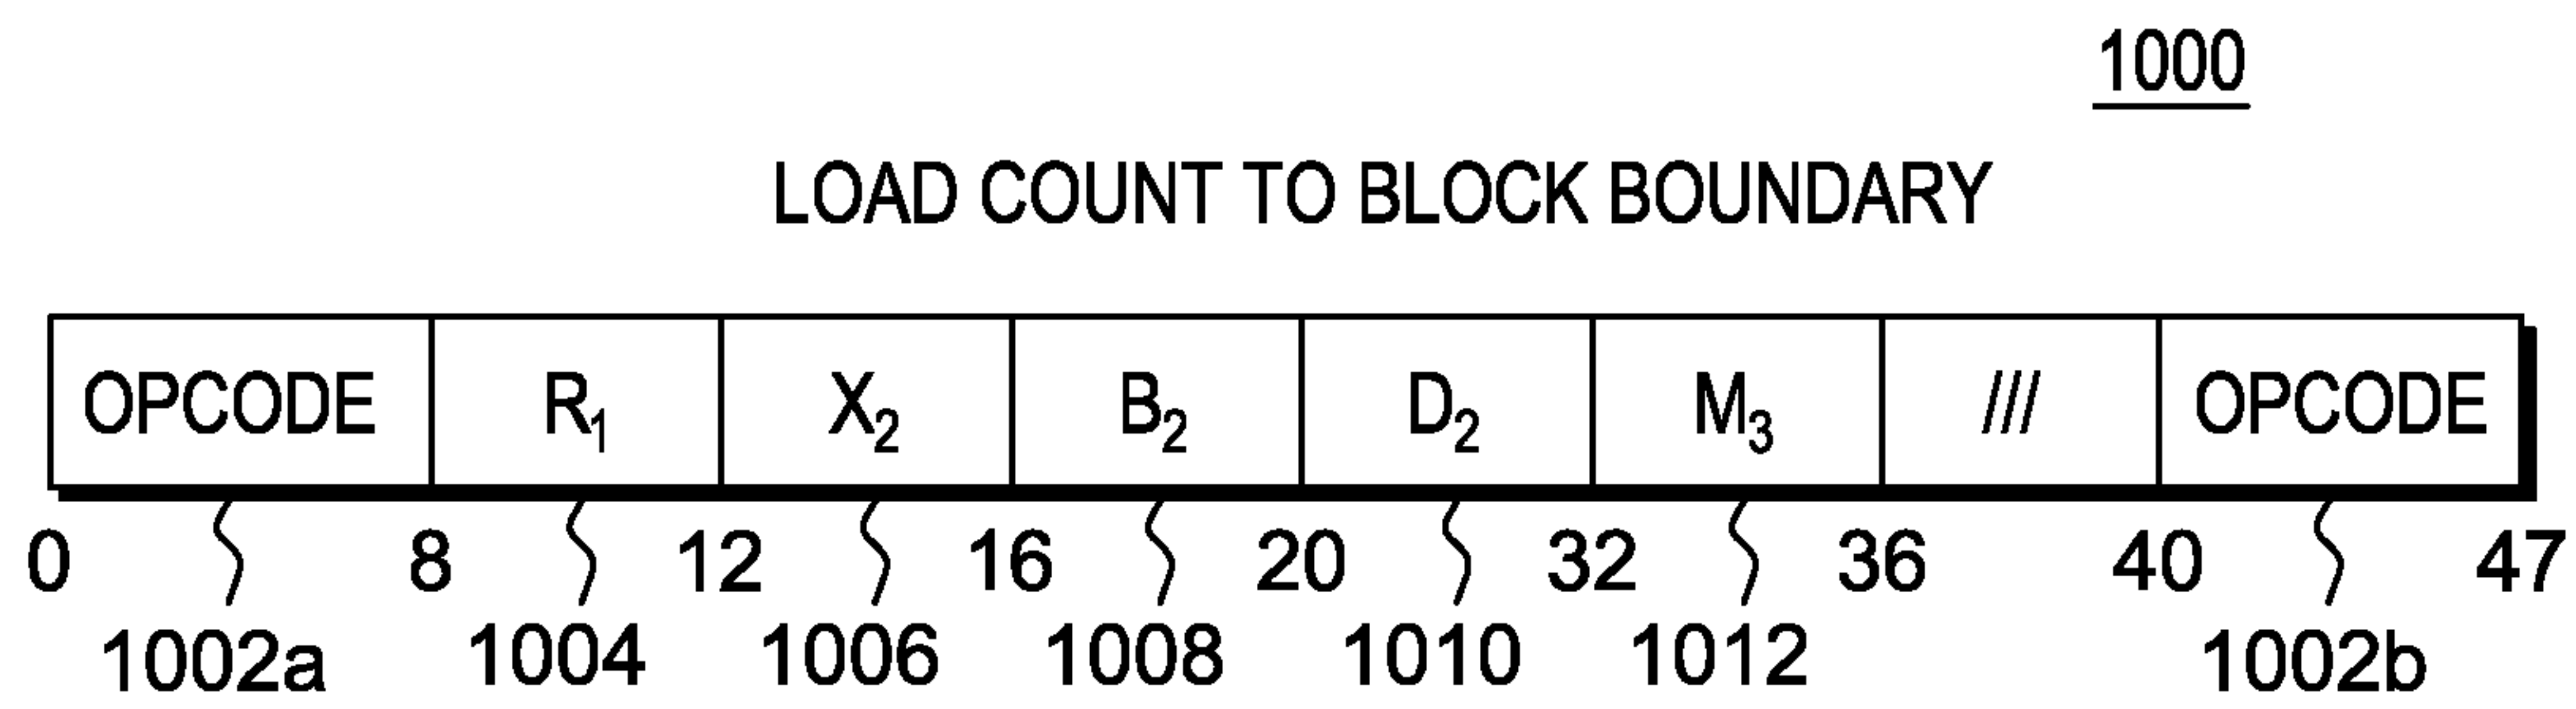 1000
LOAD COUNT TO BLOCK BOUNDARY
OPCODE R₁ X₂ B₂ D₂ M₃ /// OPCODE
0 8 12 16 20 32 36 40 47
1002a 1004 1006 1008 1010 1012 1002b